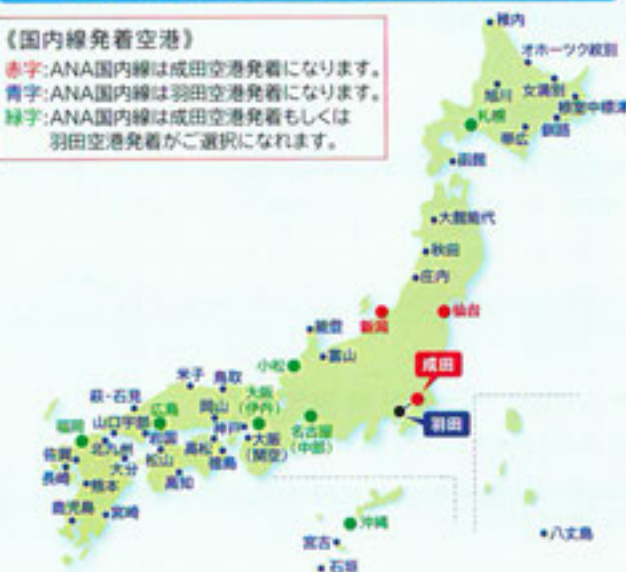 《国内線発着空港》
赤字:ANA国内線は成田空港発着になります。
青字:ANA国内線は羽田空港発着になります。
緑字:ANA国内線は成田空港発着もしくは
羽田空港発着がご選択になれます。
稚内
オホーツク紋別
旭川
女満別
根室中標津
札幌
帯広
釧路
函館
大館能代
秋田
庄内
仙台
新潟
能登
富山
小松
成田
羽田
米子
鳥取
萩・石見
広島
岡山
大阪
(伊丹)
名古屋
(中部)
福岡
山口宇部
岩国
神戸
大阪
(関空)
佐賀
北九州
高松
徳島
長崎
大分
松山
高知
熊本
鹿児島
宮崎
沖縄
宮古
石垣
八丈島